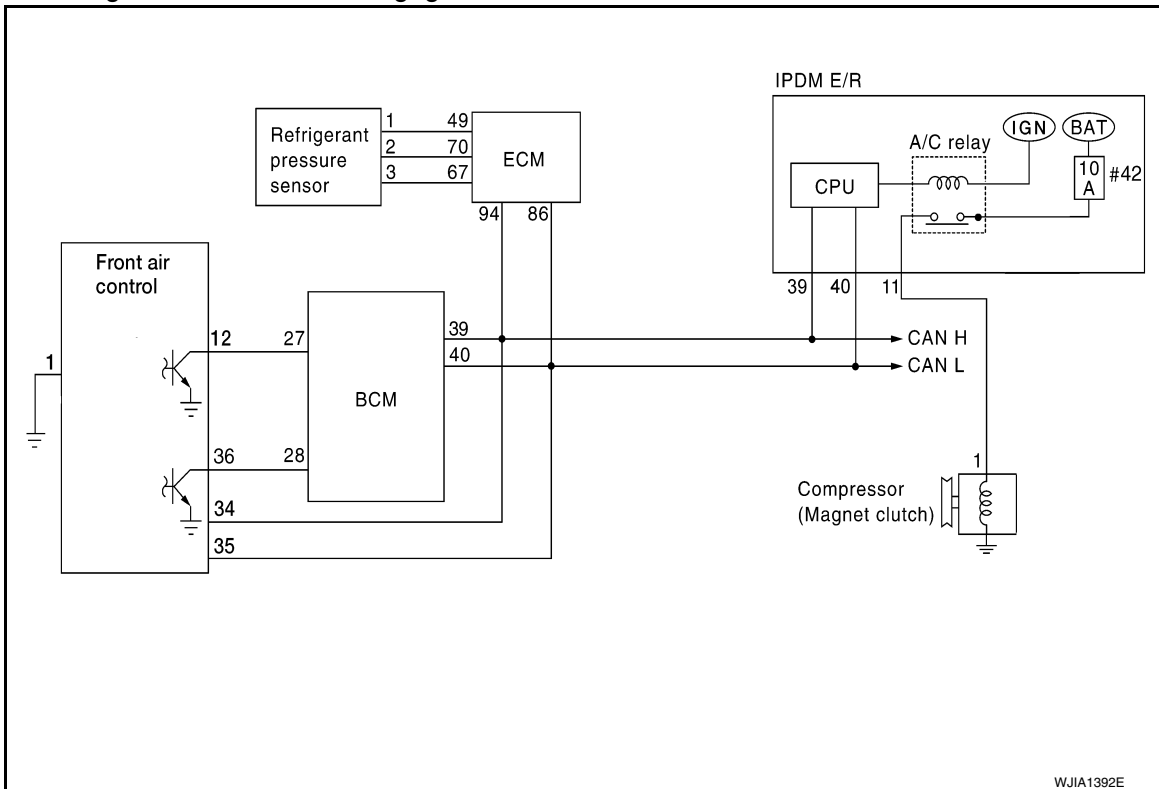 IPDM E/R
A/C relay
IGN
BAT
10
A
#42
CPU
39
40
11
Refrigerant
pressure
sensor
1
2
3
49
70
67
ECM
94
86
Front air
control
1
12
27
36
28
34
35
BCM
39
40
CAN H
CAN L
Compressor
(Magnet clutch)
1
WJIA1392E